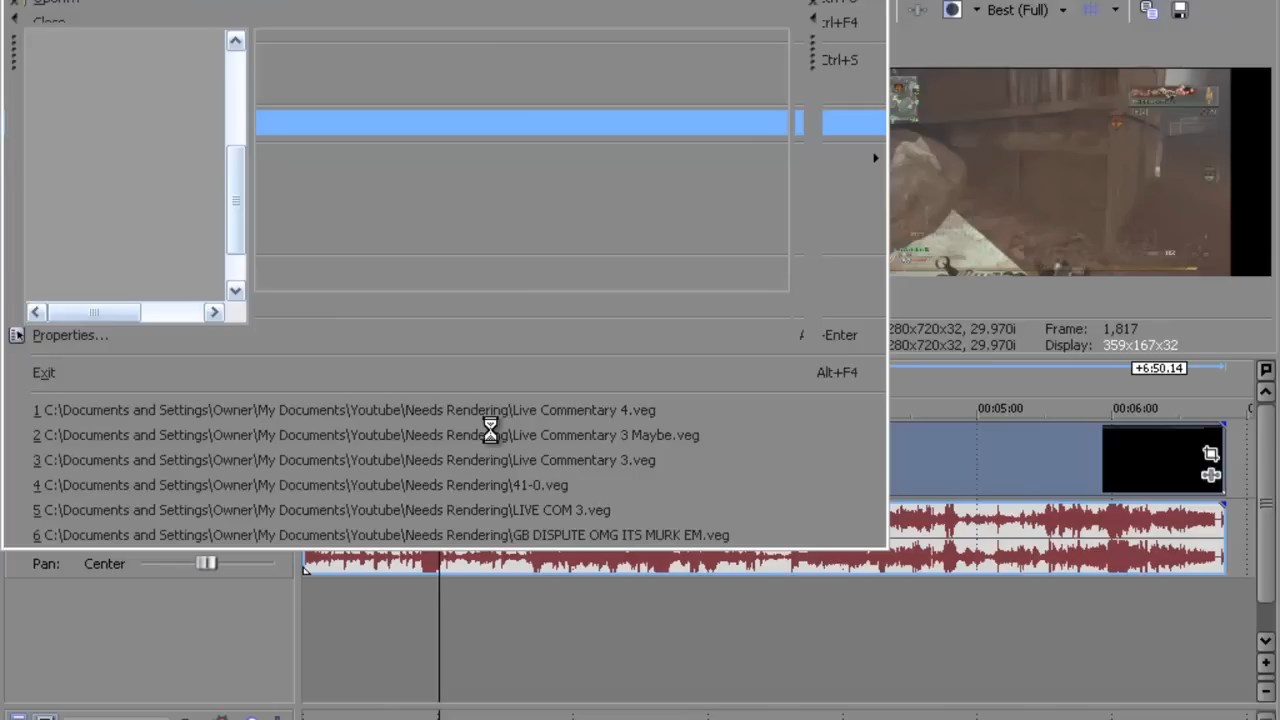 Best (Full)
Close
Ctrl+F4
Ctrl+S
Properties...
-Enter
Exit
Alt+F4
1 C:\Documents and Settings\Owner\My Documents\Youtube\Needs Rendering\Live Commentary 4.veg
2 C:\Documents and Settings\Owner\My Documents\Youtube\Needs Rendering\Live Commentary 3 Maybe.veg
3 C:\Documents and Settings\Owner\My Documents\Youtube\Needs Rendering\Live Commentary 3.veg
4 C:\Documents and Settings\Owner\My Documents\Youtube\Needs Rendering\41-0.veg
5 C:\Documents and Settings\Owner\My Documents\Youtube\Needs Rendering\LIVE COM 3.veg
6 C:\Documents and Settings\Owner\My Documents\Youtube\Needs Rendering\GB DISPUTE OMG ITS MURK EM.veg
280x720x32, 29.970i Frame: 1,817
280x720x32, 29.970i Display: 359x167x32
+6:50.14
00:05:00 00:06:00
Pan: Center